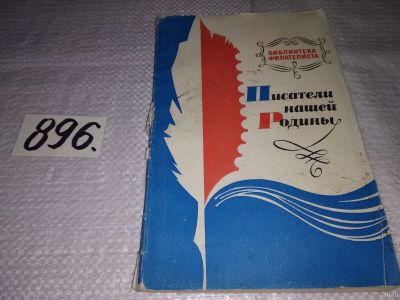 896.
БИБЛИОТЕКА
ФИЛАТЕЛИСТА
Писатели
нашей
Родины